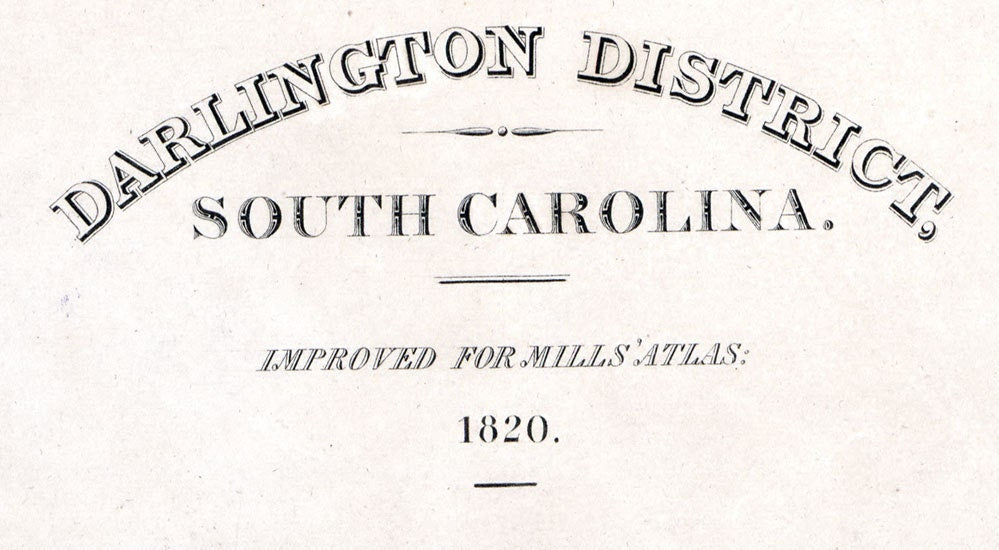 DARLINGTON DISTRICT,
SOUTH CAROLINA.
IMPROVED FOR MILLS' ATLAS:
1820.